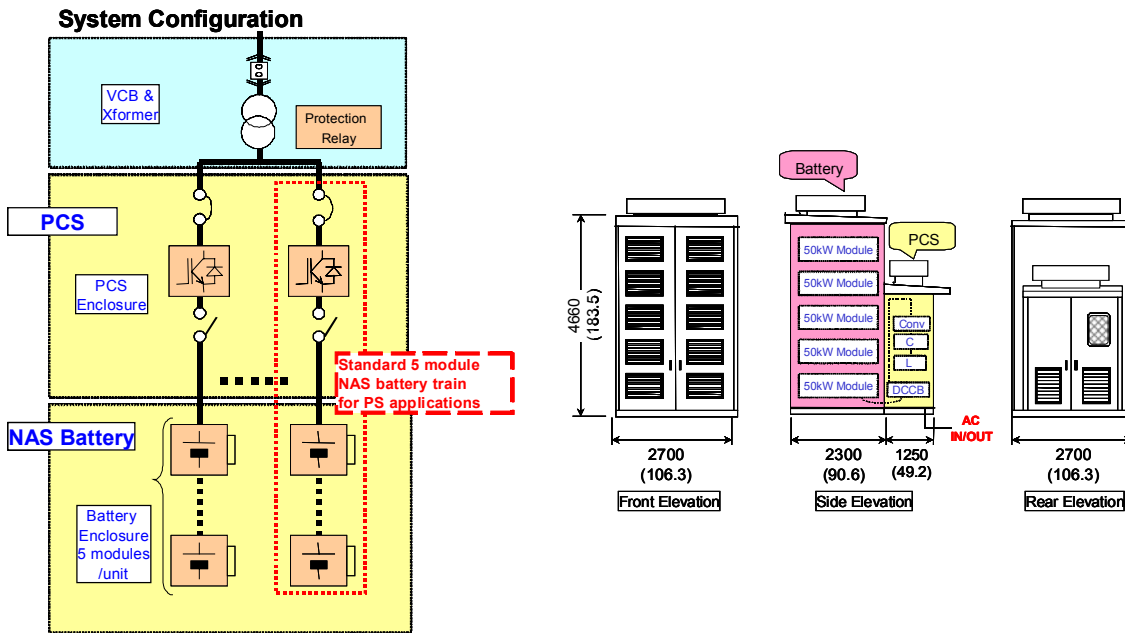 System Configuration
VCB &
Xformer
Protection
Relay
PCS
PCS
Enclosure
Standard 5 module
NAS battery train
for PS applications
NAS Battery
Battery
Enclosure
5 modules
/unit
4660
(183.5)
2700
(106.3)
Front Elevation
Battery
PCS
50kW Module
50kW Module
50kW Module
50kW Module
50kW Module
Conv
C
L
DCCB
AC
IN/OUT
2300
(90.6)
1250
(49.2)
Side Elevation
2700
(106.3)
Rear Elevation